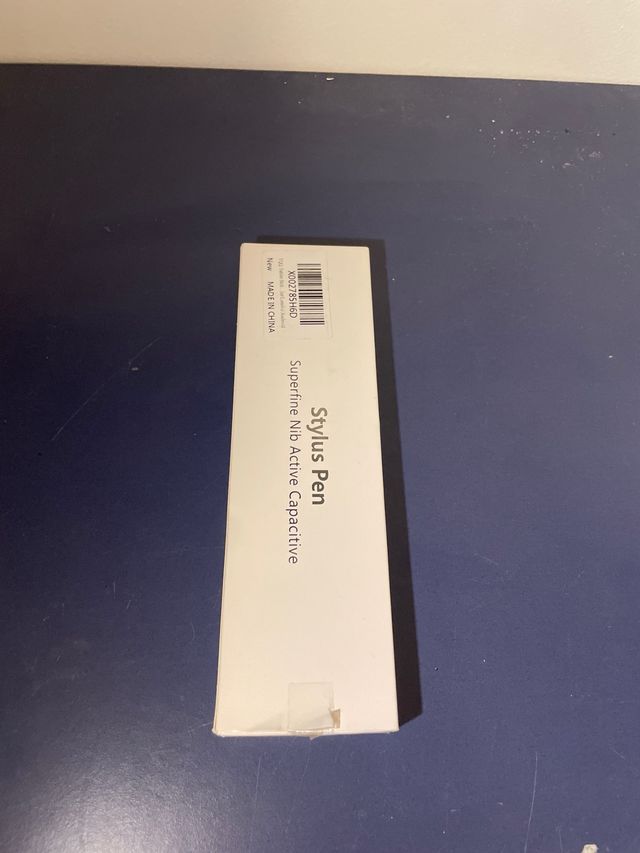 X002785H6D
New
MADE IN CHINA
Stylus Pen
Superfine Nib Active Capacitive